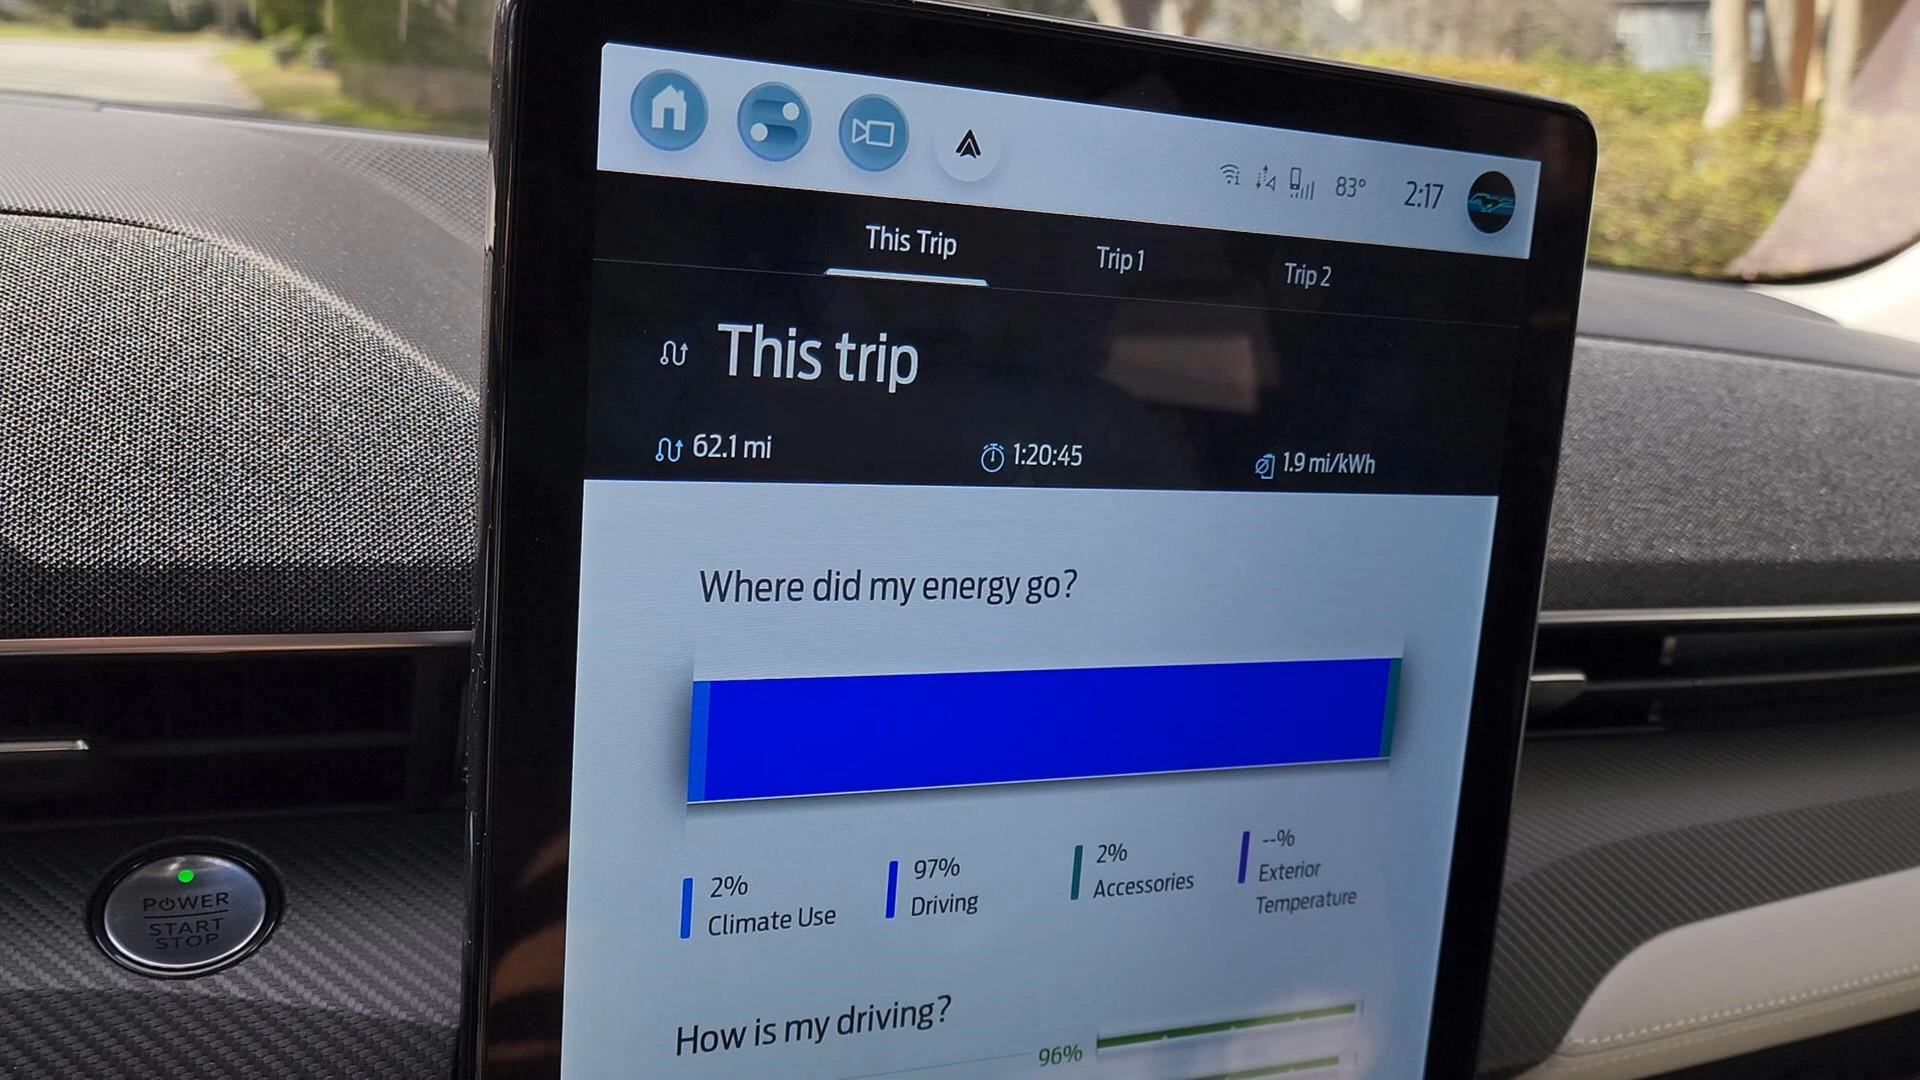 83° 2:17
This Trip Trip 1 Trip 2
This trip
62.1 mi 1:20:45 1.9 mi/kWh
Where did my energy go?
2% 97% 2% --%
Climate Use Driving Accessories Exterior
Temperature
POWER
START
STOP
How is my driving?
96%